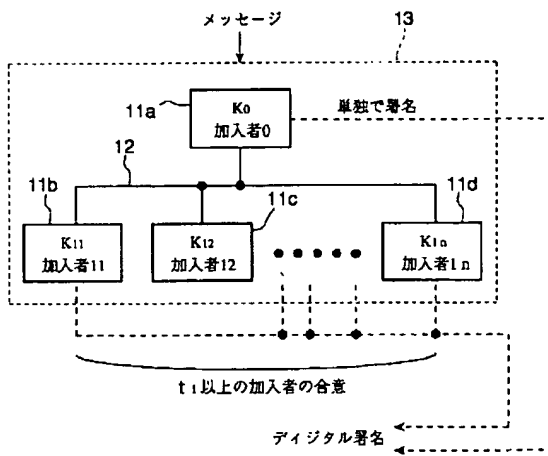 メッセージ
13
11a
K0
加入者0
単独で署名
12
11b
11c
11d
K11
加入者11
K12
加入者12
K1n
加入者1n
t1以上の加入者の合意
ディジタル署名